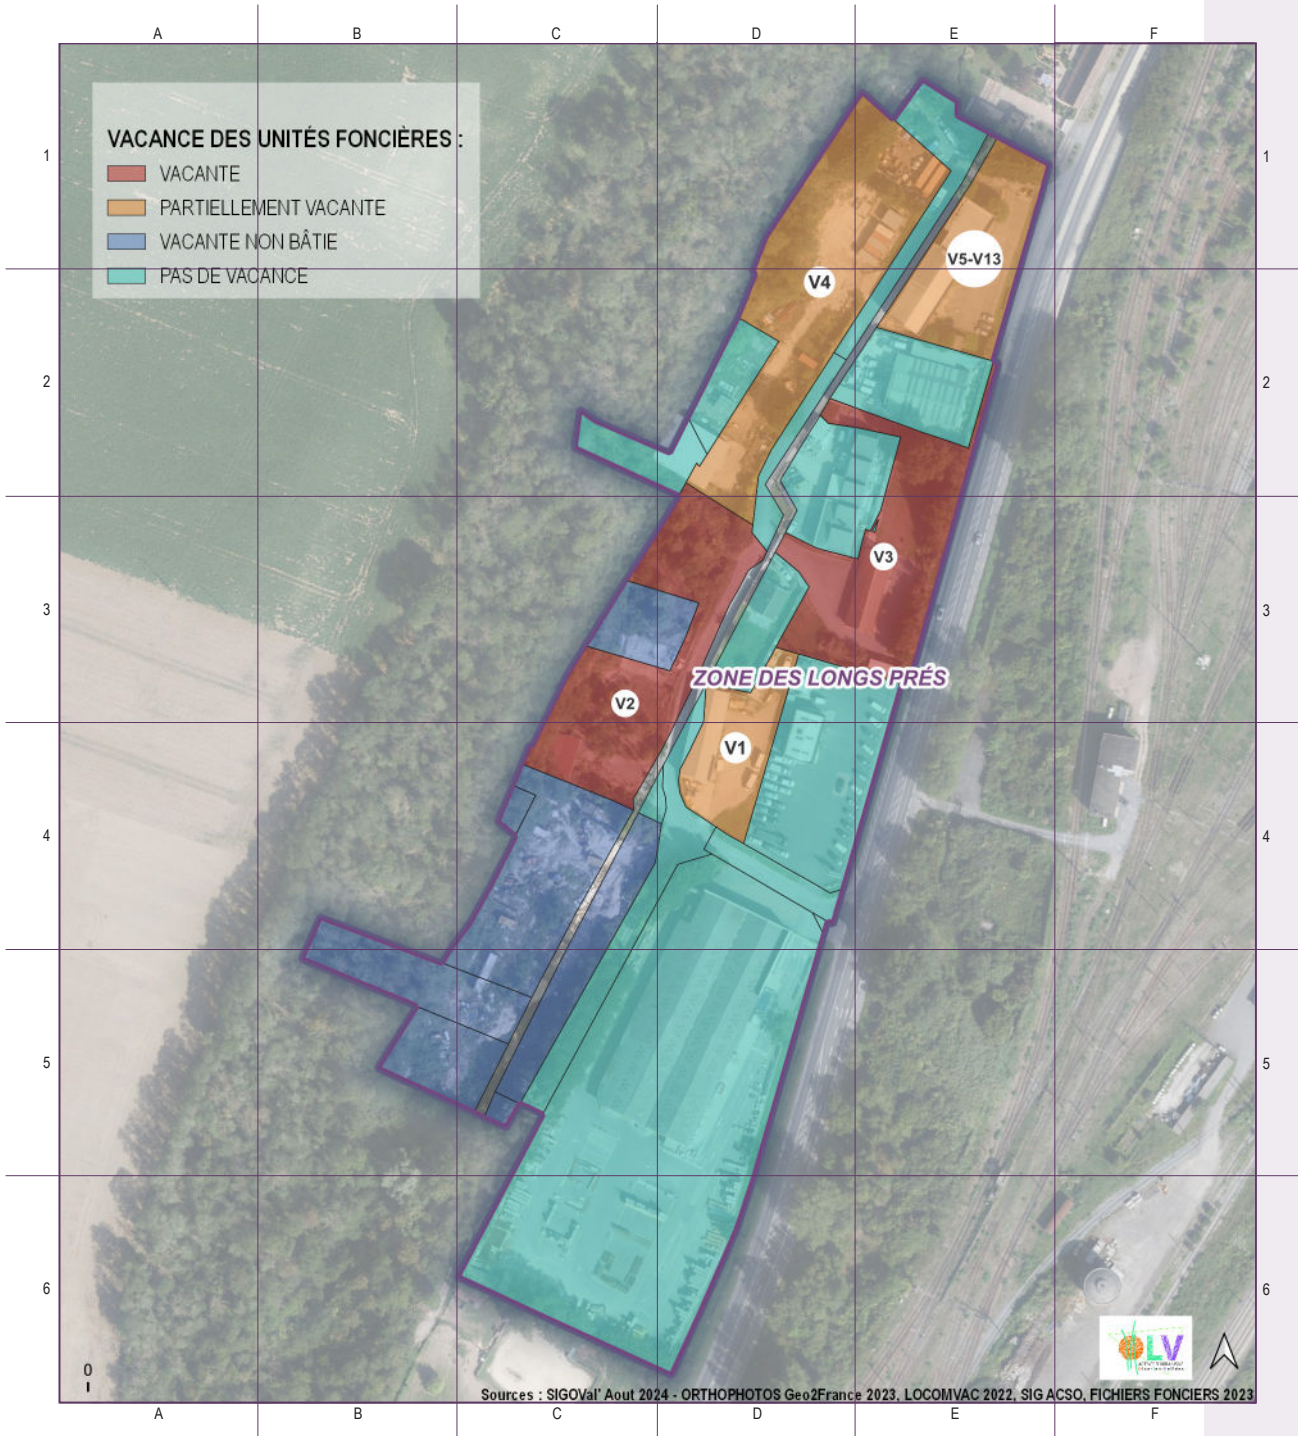 A B C D E F
VACANCE DES UNITÉS FONCIÈRES :
VACANTE
PARTIELLEMENT VACANTE
VACANTE NON BÂTIE
PAS DE VACANCE
1 1
V5-V13
V4
2 2
V3
3 3
ZONE DES LONGS PRÉS
V2
V1
4 4
5 5
6 6
OLV
0
Sources : SIGOVal' Aout 2024 - ORTHOPHOTOS Geo2France 2023, LOCOMVAC 2022, SIG ACSO, FICHIERS FONCIERS 2023
A B C D E F